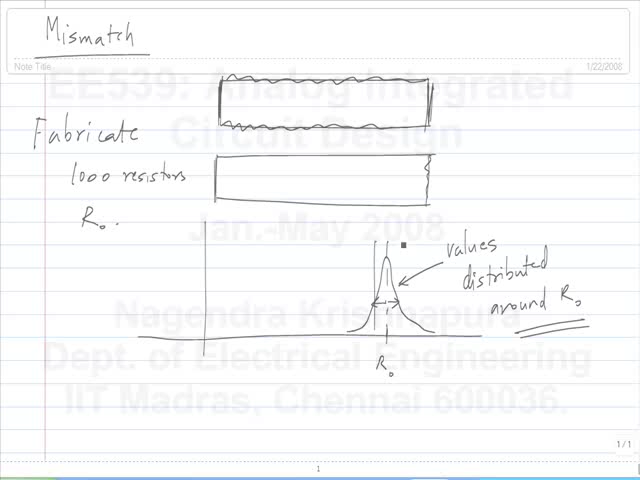 Mismatch
Note Title
1/22/2008
EE539: Analog Integrated
Circuit Design
Fabricate
1000 resistors
R₀.
Jan.-May 2008
values
distributed
around R₀
Nagendra Krishnapura
R₀
Dept. of Electrical Engineering
IIT Madras, Chennai 600036.
1/1
1